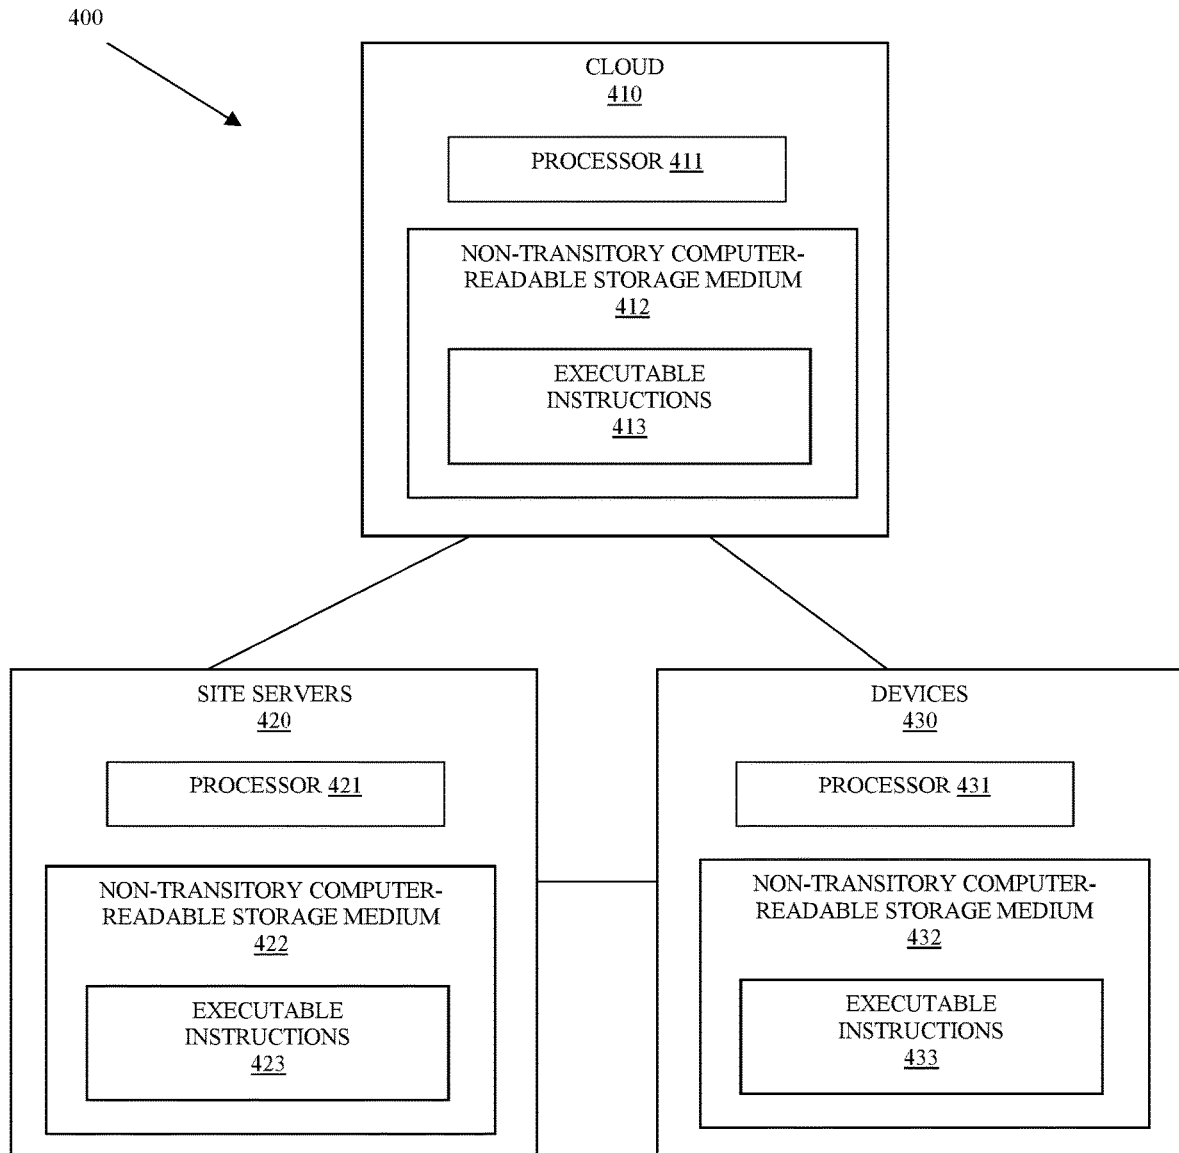 400
CLOUD
410
PROCESSOR 411
NON-TRANSITORY COMPUTER-
READABLE STORAGE MEDIUM
412
EXECUTABLE
INSTRUCTIONS
413
SITE SERVERS
420
PROCESSOR 421
NON-TRANSITORY COMPUTER-
READABLE STORAGE MEDIUM
422
EXECUTABLE
INSTRUCTIONS
423
DEVICES
430
PROCESSOR 431
NON-TRANSITORY COMPUTER-
READABLE STORAGE MEDIUM
432
EXECUTABLE
INSTRUCTIONS
433